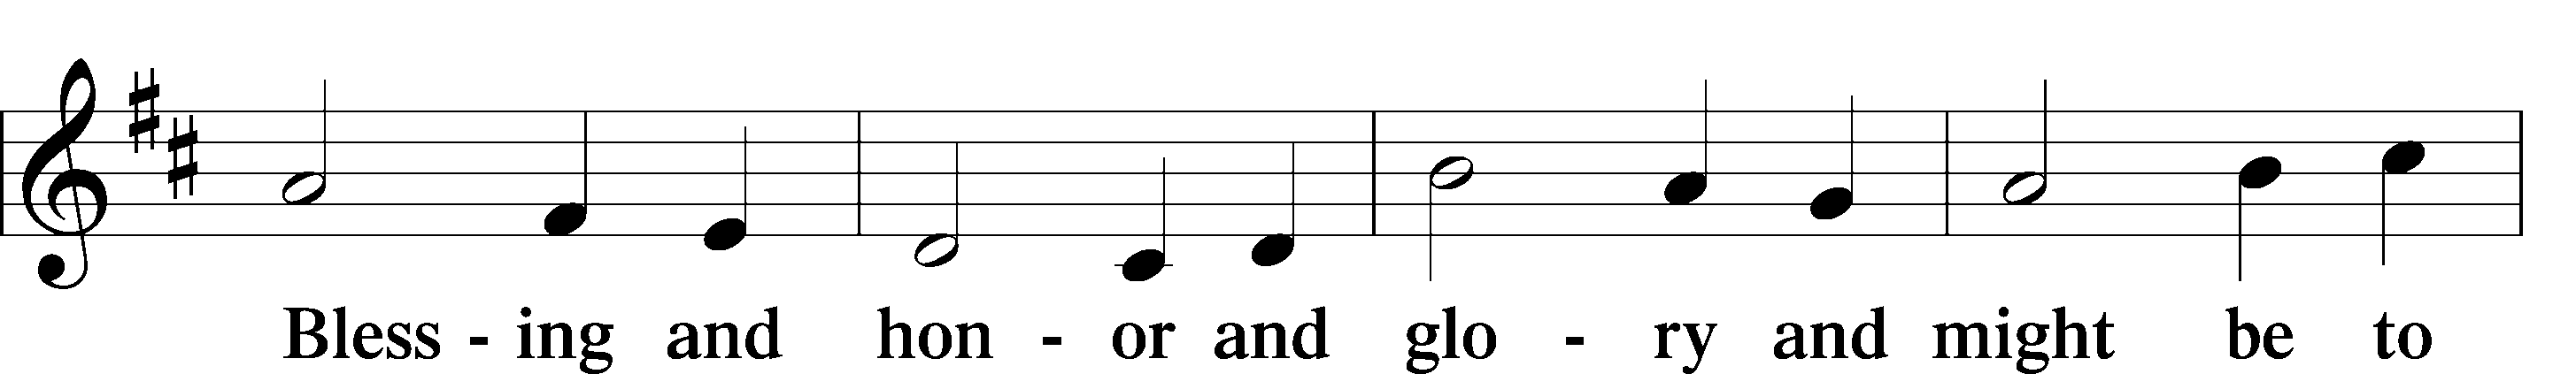 Bless - ing and hon - or and glo - ry and might be to